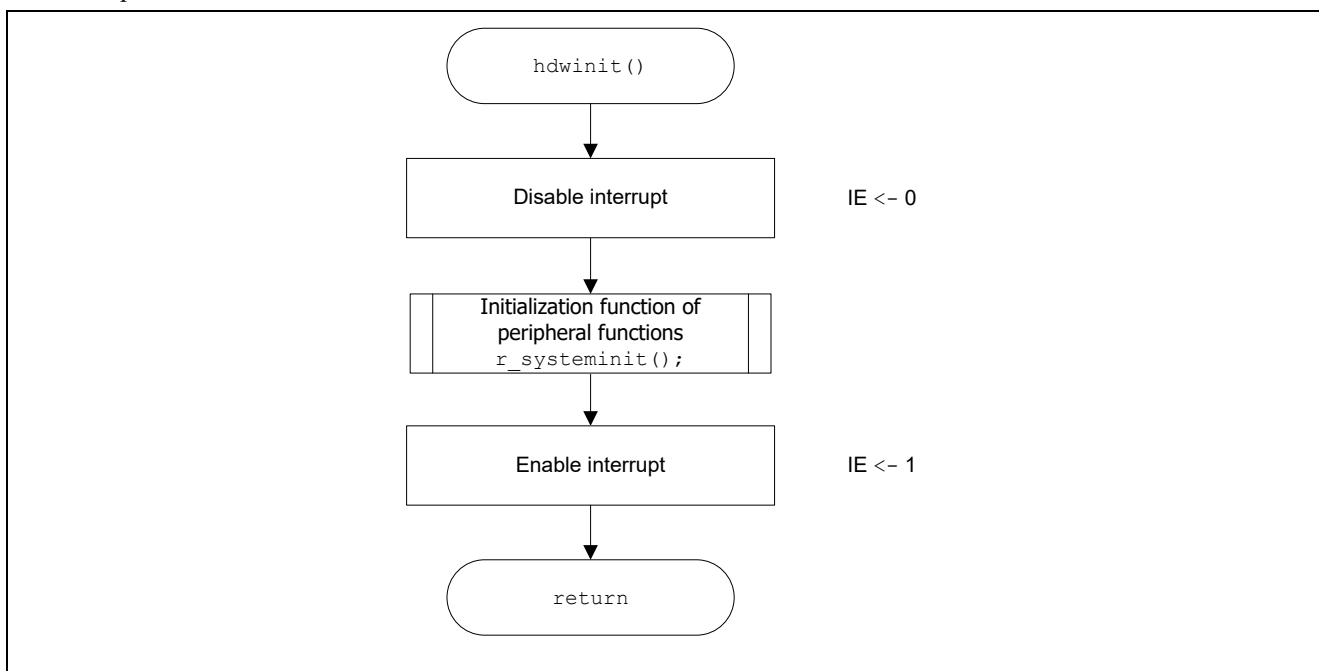 hdwinit()
Disable interrupt
IE <- 0
Initialization function of
peripheral functions
r_systeminit();
Enable interrupt
IE <- 1
return